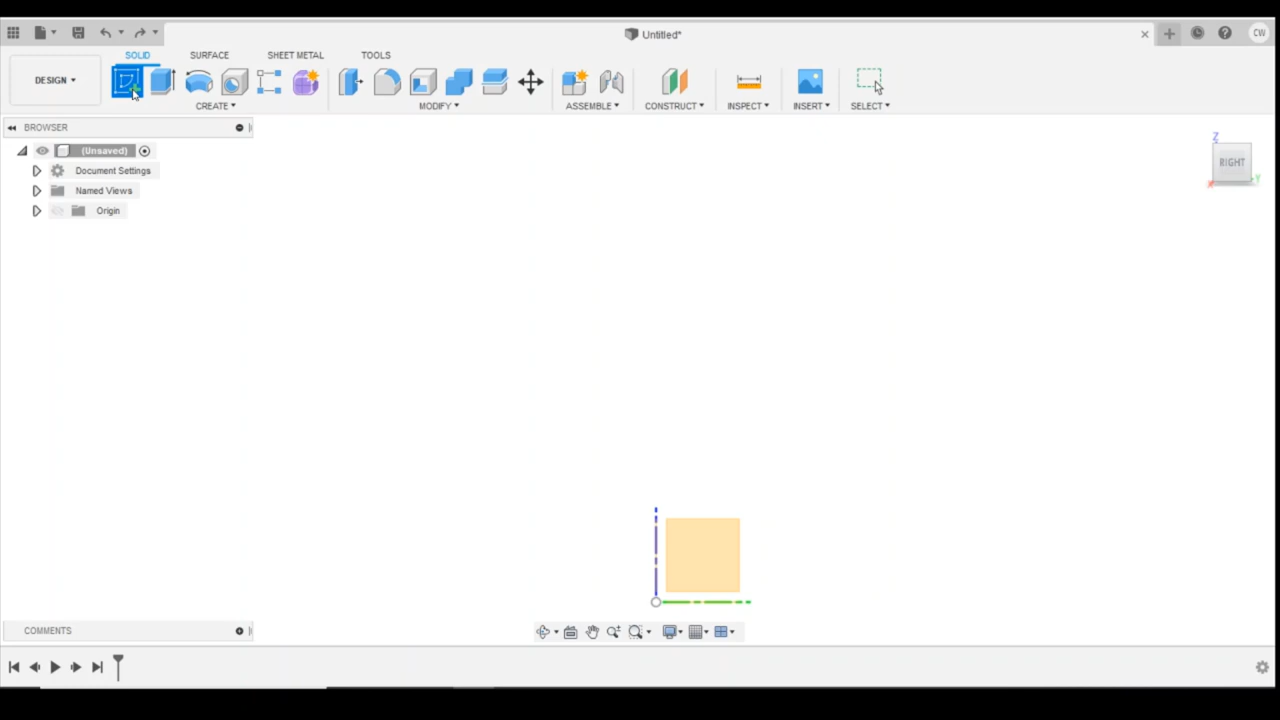 Untitled*
CW
DESIGN
SOLID
SURFACE
SHEET METAL
TOOLS
CREATE
MODIFY
ASSEMBLE
CONSTRUCT
INSPECT
INSERT
SELECT
BROWSER
(Unsaved)
Document Settings
Named Views
Origin
Z
RIGHT
X
Y
COMMENTS